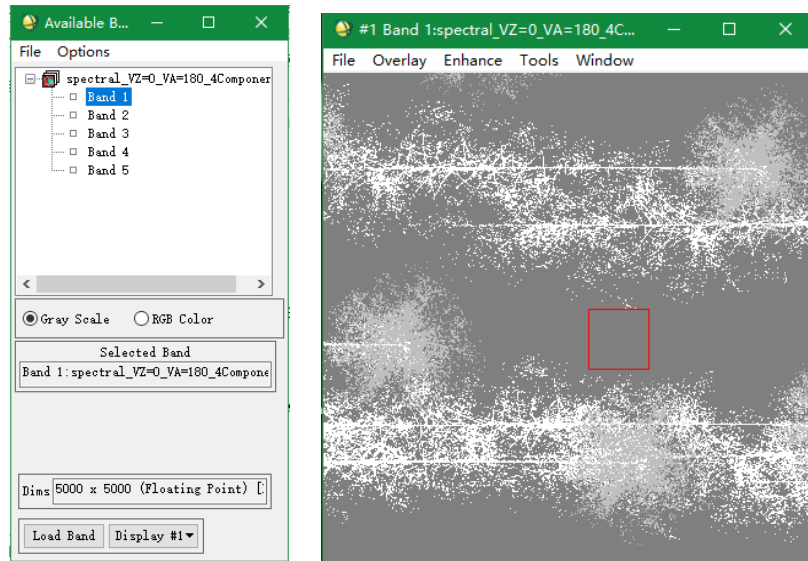 Available B...
File Options
spectral_VZ=0_VA=180_4Componer
Band 1
Band 2
Band 3
Band 4
Band 5
Gray Scale RGB Color
Selected Band
Band 1:spectral_VZ=0_VA=180_4Compone
Dims 5000 x 5000 (Floating Point) [
Load Band Display #1
#1 Band 1:spectral_VZ=0_VA=180_4C...
File Overlay Enhance Tools Window